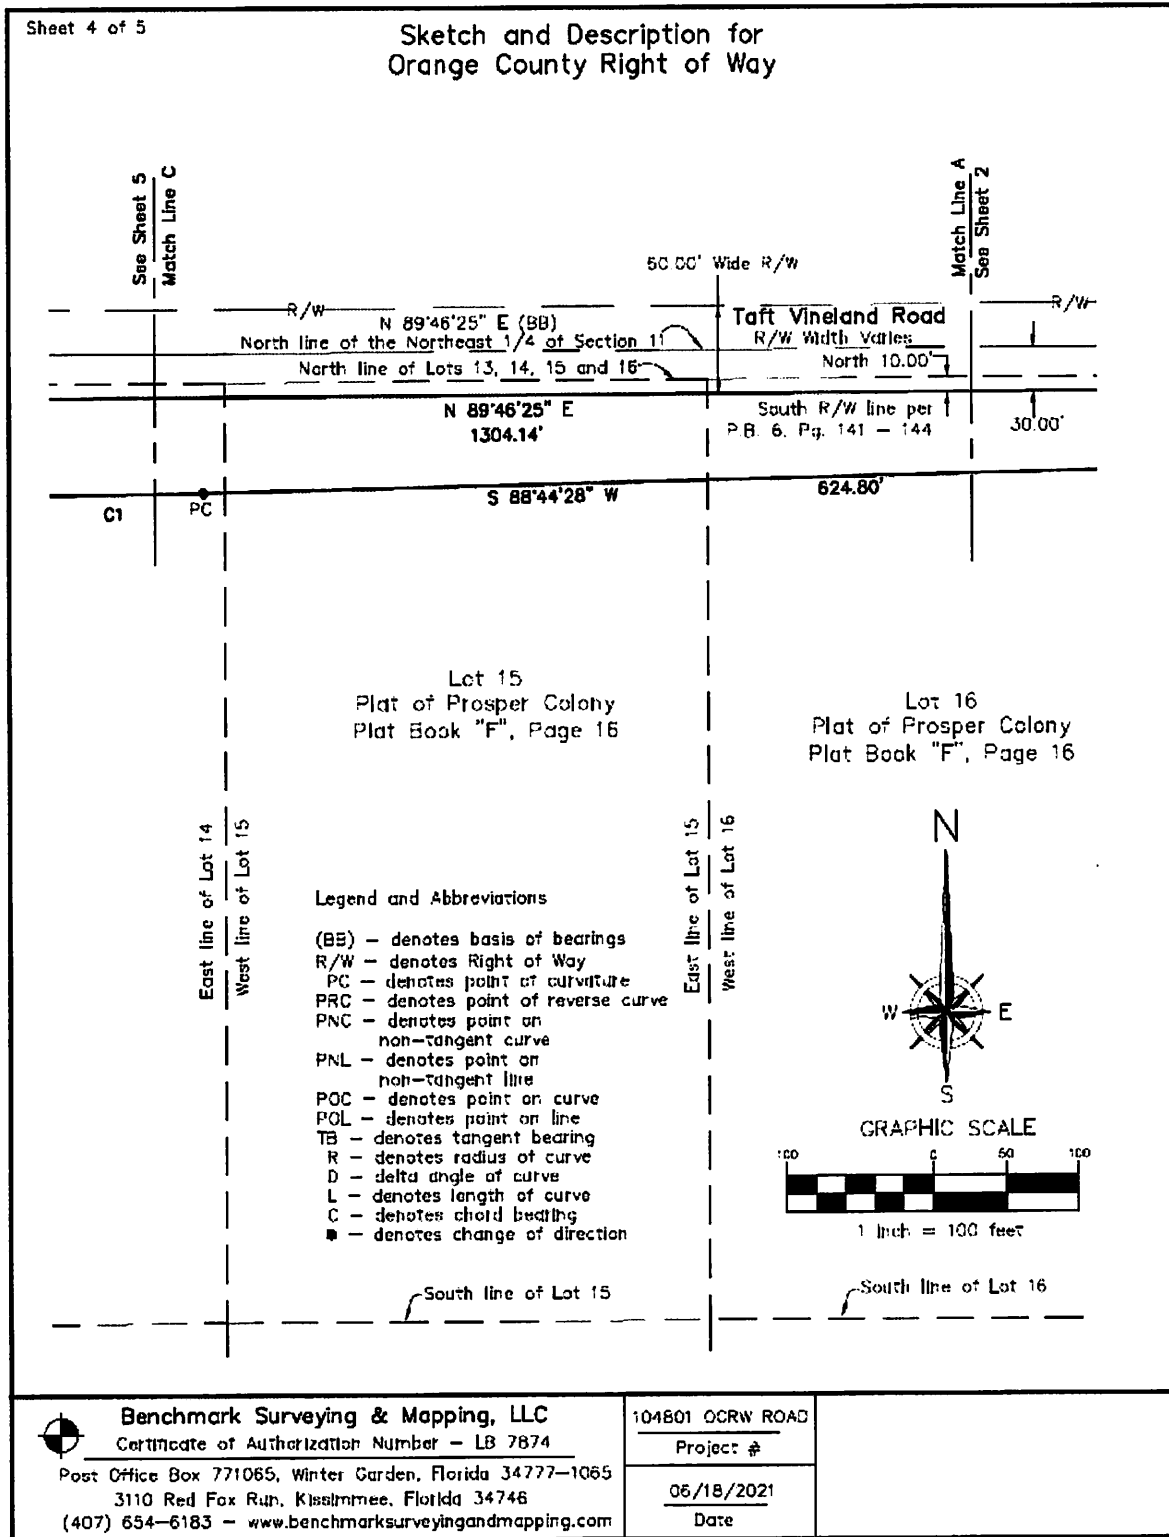 Sheet 4 of 5
Sketch and Description for
Orange County Right of Way
See Sheet 5
Match Line C
Match Line A
See Sheet 2
60.00' Wide R/W
R/W
R/W
N 89°46'25" E (BB)
Taft Vineland Road
North line of the Northeast 1/4 of Section 11
R/W Width Varies
North line of Lots 13, 14, 15 and 16
North 10.00'
N 89°46'25" E
1304.14'
South R/W line per
P.B. 6, Pg. 141 – 144
30.00'
S 88°44'28" W
624.80'
C1
PC
Lot 15
Plat of Prosper Colony
Plat Book "F", Page 16
Lot 16
Plat of Prosper Colony
Plat Book "F", Page 16
East line of Lot 14
West line of Lot 15
East line of Lot 15
West line of Lot 16
Legend and Abbreviations
(BB) – denotes basis of bearings
R/W – denotes Right of Way
PC – denotes point of curvature
PRC – denotes point of reverse curve
PNC – denotes point on
non-tangent curve
PNL – denotes point on
non-tangent line
POC – denotes point on curve
POL – denotes point on line
TB – denotes tangent bearing
R – denotes radius of curve
D – delta angle of curve
L – denotes length of curve
C – denotes chord bearing
– denotes change of direction
N
W
E
S
GRAPHIC SCALE
100 0 50 100
1 inch = 100 feet
South line of Lot 15
South line of Lot 16
Benchmark Surveying & Mapping, LLC
Certificate of Authorization Number – LB 7874
Post Office Box 771065, Winter Garden, Florida 34777–1065
3110 Red Fox Run, Kissimmee, Florida 34746
(407) 654–6183 – www.benchmarksurveyingandmapping.com
104801 OCRW ROAD
Project #
06/18/2021
Date